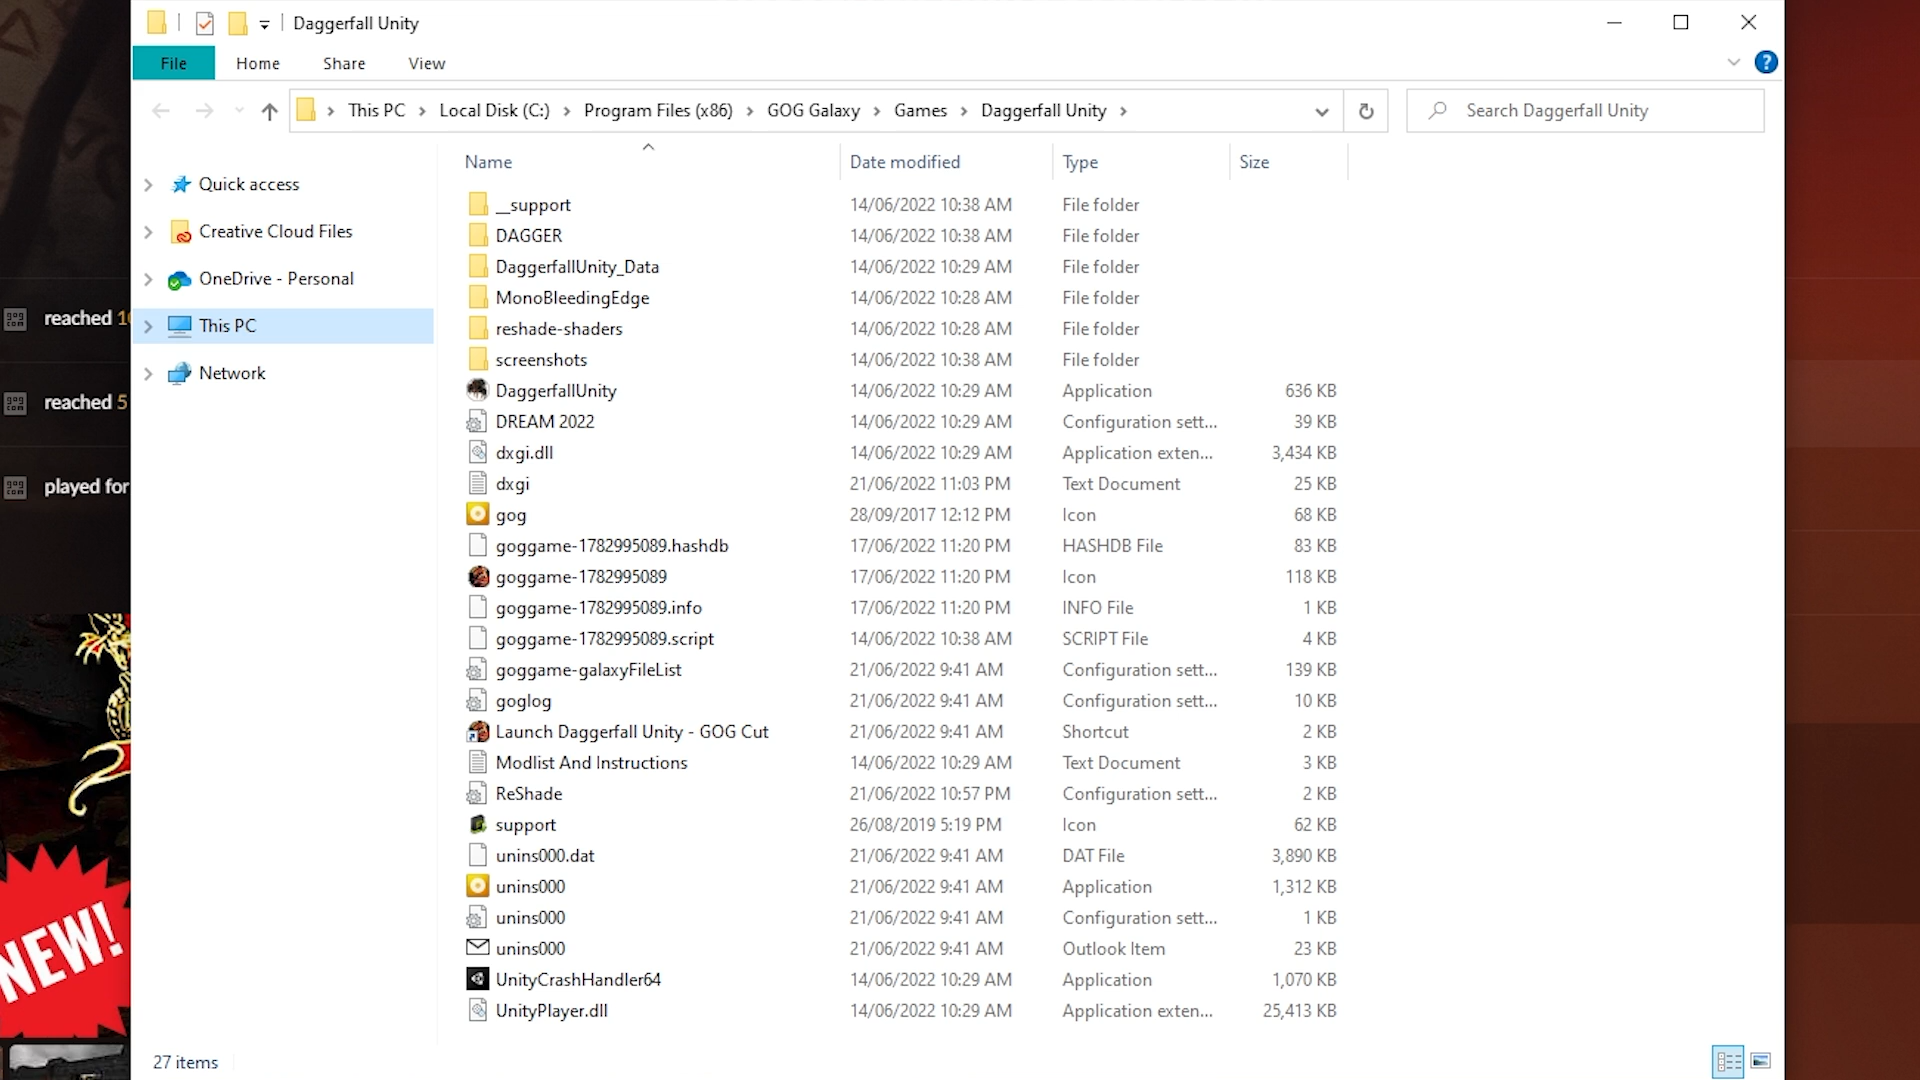 Daggerfall Unity
File Home Share View
This PC Local Disk (C:) Program Files (x86) GOG Galaxy Games Daggerfall Unity Search Daggerfall Unity
Name Date modified Type Size
Quick access
Creative Cloud Files
OneDrive - Personal
This PC
Network
__support 14/06/2022 10:38 AM File folder
DAGGER 14/06/2022 10:38 AM File folder
DaggerfallUnity_Data 14/06/2022 10:29 AM File folder
MonoBleedingEdge 14/06/2022 10:28 AM File folder
reshade-shaders 14/06/2022 10:28 AM File folder
screenshots 14/06/2022 10:38 AM File folder
DaggerfallUnity 14/06/2022 10:29 AM Application 636 KB
DREAM 2022 14/06/2022 10:29 AM Configuration sett... 39 KB
dxgi.dll 14/06/2022 10:29 AM Application exten... 3,434 KB
dxgi 21/06/2022 11:03 PM Text Document 25 KB
gog 28/09/2017 12:12 PM Icon 68 KB
goggame-1782995089.hashdb 17/06/2022 11:20 PM HASHDB File 83 KB
goggame-1782995089 17/06/2022 11:20 PM Icon 118 KB
goggame-1782995089.info 17/06/2022 11:20 PM INFO File 1 KB
goggame-1782995089.script 14/06/2022 10:38 AM SCRIPT File 4 KB
goggame-galaxyFileList 21/06/2022 9:41 AM Configuration sett... 139 KB
goglog 21/06/2022 9:41 AM Configuration sett... 10 KB
Launch Daggerfall Unity - GOG Cut 21/06/2022 9:41 AM Shortcut 2 KB
Modlist And Instructions 14/06/2022 10:29 AM Text Document 3 KB
ReShade 21/06/2022 10:57 PM Configuration sett... 2 KB
support 26/08/2019 5:19 PM Icon 62 KB
unins000.dat 21/06/2022 9:41 AM DAT File 3,890 KB
unins000 21/06/2022 9:41 AM Application 1,312 KB
unins000 21/06/2022 9:41 AM Configuration sett... 1 KB
unins000 21/06/2022 9:41 AM Outlook Item 23 KB
UnityCrashHandler64 14/06/2022 10:29 AM Application 1,070 KB
UnityPlayer.dll 14/06/2022 10:29 AM Application exten... 25,413 KB
27 items
reached
reached 5
played for
NEW!